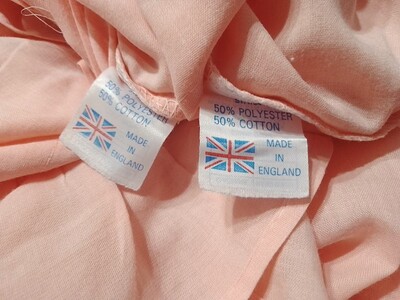 50% POLYESTER
50% COTTON
MADE
IN
ENGLAND
50% POLYESTER
50% COTTON
MADE
IN
ENGLAND